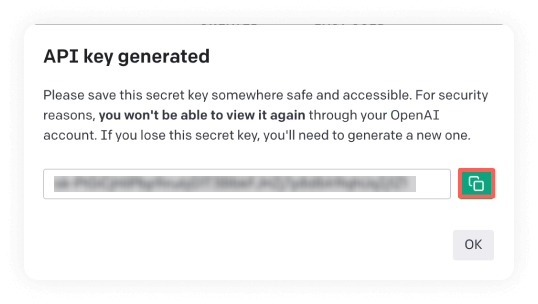 API key generated
Please save this secret key somewhere safe and accessible. For security
reasons, you won't be able to view it again through your OpenAI
account. If you lose this secret key, you'll need to generate a new one.
OK